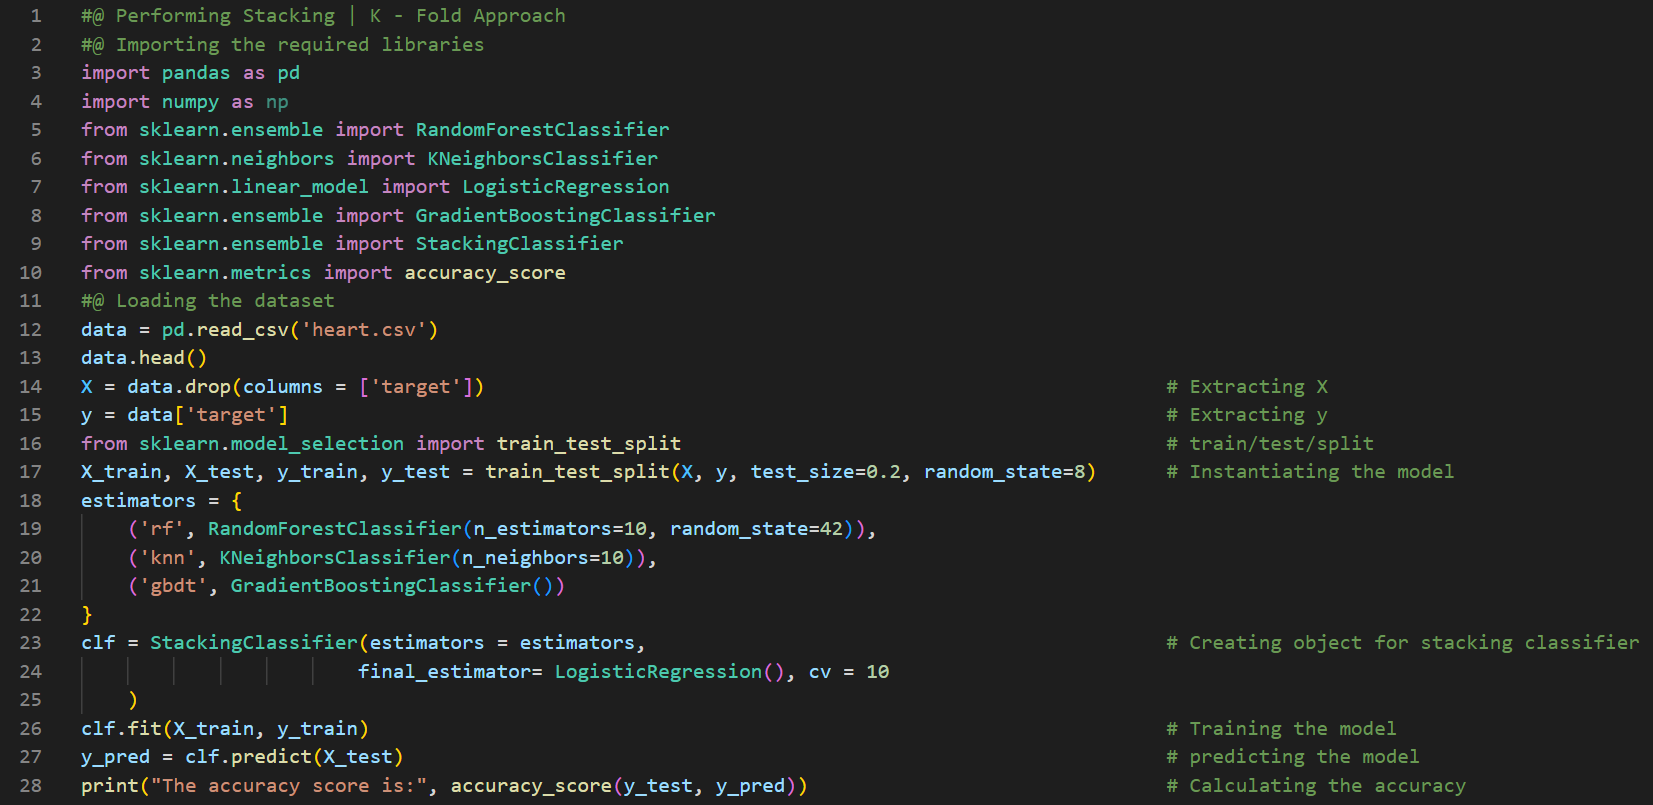 1 #@ Performing Stacking | K - Fold Approach
2 #@ Importing the required libraries
3 import pandas as pd
4 import numpy as np
5 from sklearn.ensemble import RandomForestClassifier
6 from sklearn.neighbors import KNeighborsClassifier
7 from sklearn.linear_model import LogisticRegression
8 from sklearn.ensemble import GradientBoostingClassifier
9 from sklearn.ensemble import StackingClassifier
10 from sklearn.metrics import accuracy_score
11 #@ Loading the dataset
12 data = pd.read_csv('heart.csv')
13 data.head()
14 X = data.drop(columns = ['target']) # Extracting X
15 y = data['target'] # Extracting y
16 from sklearn.model_selection import train_test_split # train/test/split
17 X_train, X_test, y_train, y_test = train_test_split(X, y, test_size=0.2, random_state=8) # Instantiating the model
18 estimators = {
19 ('rf', RandomForestClassifier(n_estimators=10, random_state=42)),
20 ('knn', KNeighborsClassifier(n_neighbors=10)),
21 ('gbdt', GradientBoostingClassifier())
22 }
23 clf = StackingClassifier(estimators = estimators, # Creating object for stacking classifier
24 final_estimator= LogisticRegression(), cv = 10
25 )
26 clf.fit(X_train, y_train) # Training the model
27 y_pred = clf.predict(X_test) # predicting the model
28 print("The accuracy score is:", accuracy_score(y_test, y_pred)) # Calculating the accuracy